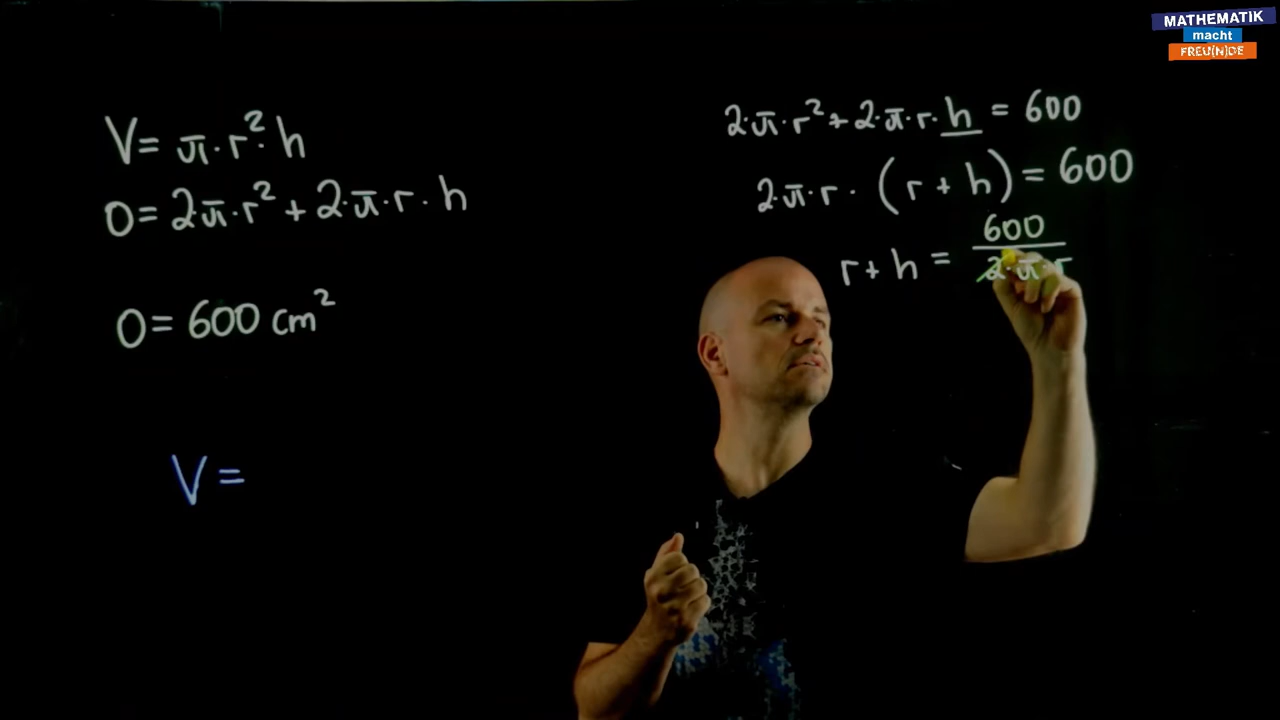 MATHEMATIK
macht
FREU(N)DE
V= π·r²·h
O= 2·π·r² + 2·π·r·h
O= 600 cm²
V =
2·π·r² + 2·π·r·h = 600
2·π·r·(r + h) = 600
r + h = 600 / 2·π·r